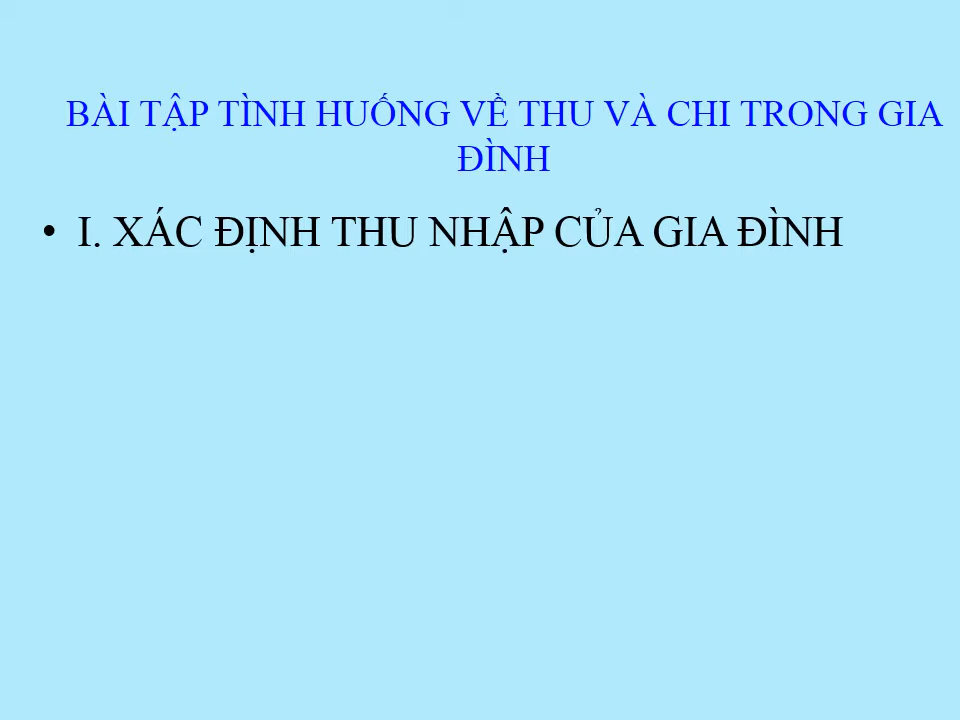 BÀI TẬP TÌNH HUỐNG VỀ THU VÀ CHI TRONG GIA
ĐÌNH
• I. XÁC ĐỊNH THU NHẬP CỦA GIA ĐÌNH